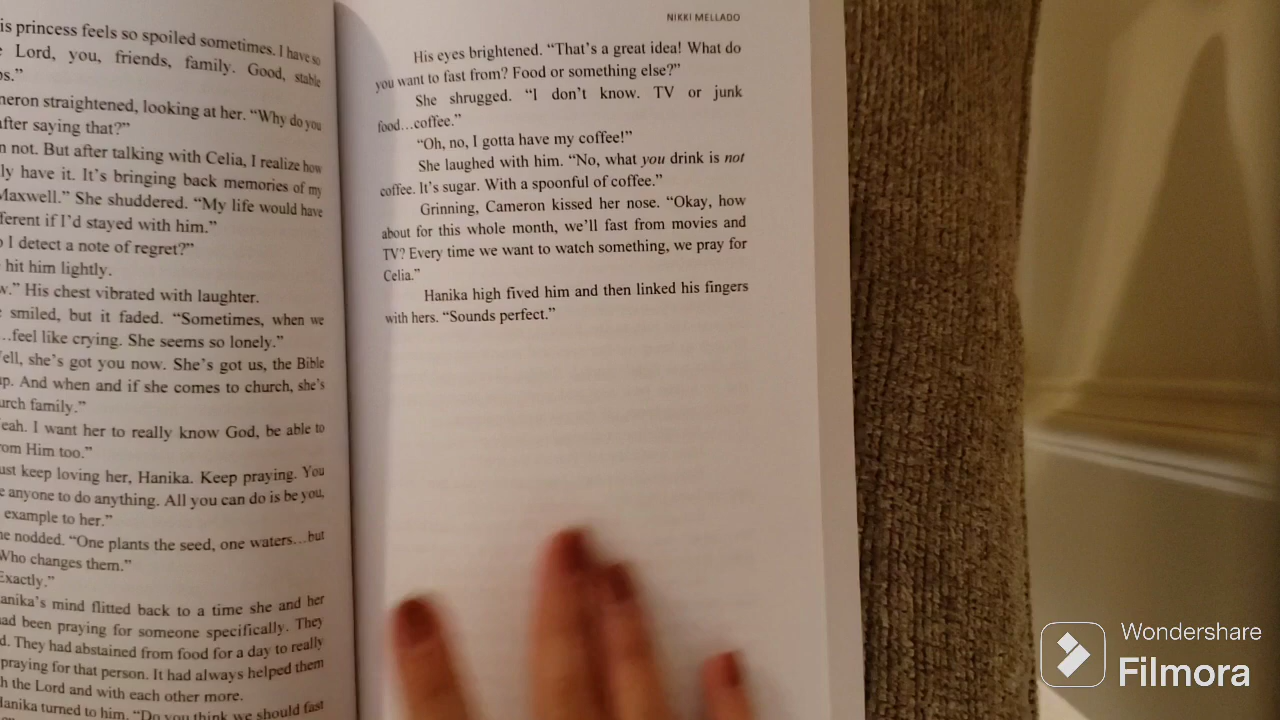 is princess feels so spoiled sometimes. I have so
Lord, you, friends, family. Good, stable
os."
neron straightened, looking at her. "Why do you
after saying that?"
n not. But after talking with Celia, I realize how
ly have it. It's bringing back memories of my
Maxwell." She shuddered. "My life would have
ferent if I'd stayed with him."
o I detect a note of regret?"
hit him lightly.
w." His chest vibrated with laughter.
smiled, but it faded. "Sometimes, when we
…feel like crying. She seems so lonely."
ell, she's got you now. She's got us, the Bible
up. And when and if she comes to church, she's
urch family."
eah. I want her to really know God, be able to
rom Him too."
ust keep loving her, Hanika. Keep praying. You
e anyone to do anything. All you can do is be you,
example to her."
ne nodded. "One plants the seed, one waters…but
Who changes them."
Exactly."
anika's mind flitted back to a time she and her
had been praying for someone specifically. They
d. They had abstained from food for a day to really
praying for that person. It had always helped them
h the Lord and with each other more.
Hanika turned to him. "Do you think we should fast
NIKKI MELLADO
His eyes brightened. "That's a great idea! What do
you want to fast from? Food or something else?"
She shrugged. "I don't know. TV or junk
food…coffee."
"Oh, no, I gotta have my coffee!"
She laughed with him. "No, what you drink is not
coffee. It's sugar. With a spoonful of coffee."
Grinning, Cameron kissed her nose. "Okay, how
about for this whole month, we'll fast from movies and
TV? Every time we want to watch something, we pray for
Celia."
Hanika high fived him and then linked his fingers
with hers. "Sounds perfect."
Wondershare
Filmora